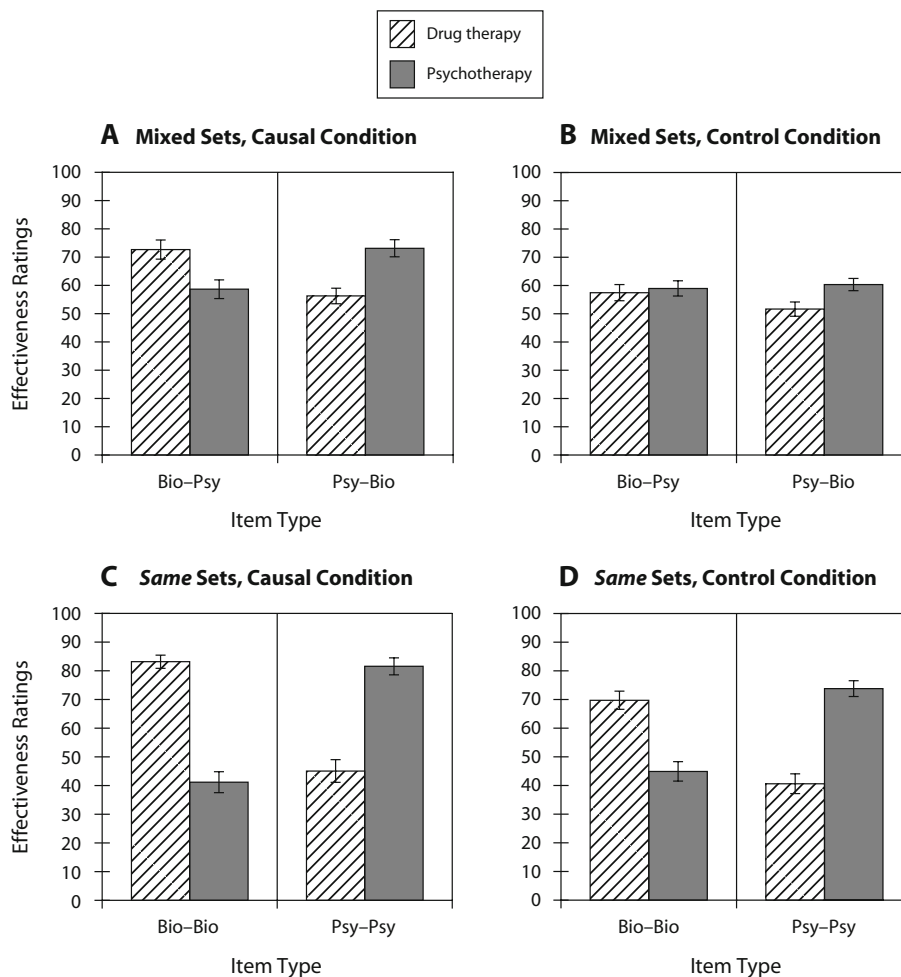 Drug therapy
Psychotherapy
A Mixed Sets, Causal Condition
B Mixed Sets, Control Condition
Effectiveness Ratings
100
90
80
70
60
50
40
30
20
10
0
Bio–Psy
Psy–Bio
Item Type
100
90
80
70
60
50
40
30
20
10
0
Bio–Psy
Psy–Bio
Item Type
C Same Sets, Causal Condition
D Same Sets, Control Condition
Effectiveness Ratings
100
90
80
70
60
50
40
30
20
10
0
Bio–Bio
Psy–Psy
Item Type
100
90
80
70
60
50
40
30
20
10
0
Bio–Bio
Psy–Psy
Item Type